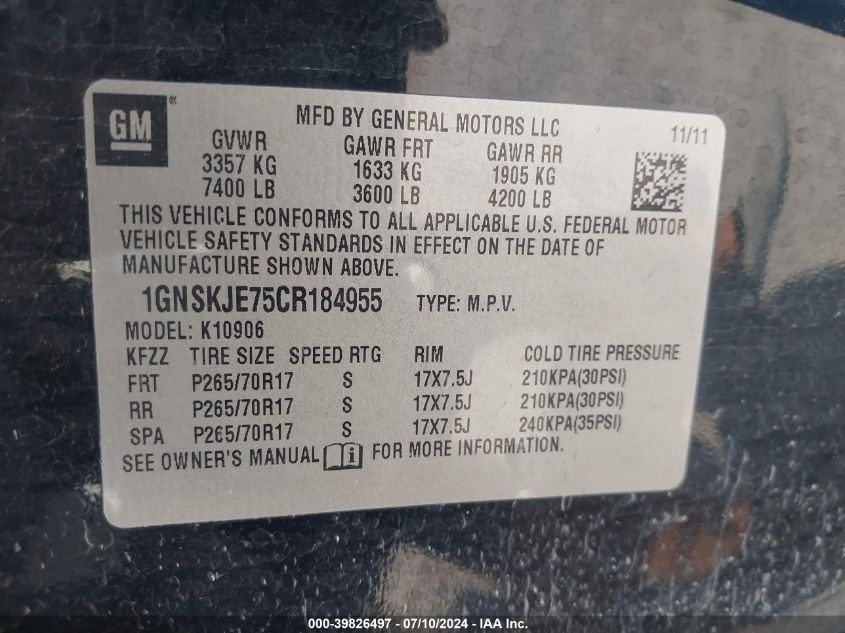 GM ®
MFD BY GENERAL MOTORS LLC 11/11
GVWR GAWR FRT GAWR RR
3357 KG 1633 KG 1905 KG
7400 LB 3600 LB 4200 LB
THIS VEHICLE CONFORMS TO ALL APPLICABLE U.S. FEDERAL MOTOR
VEHICLE SAFETY STANDARDS IN EFFECT ON THE DATE OF
MANUFACTURE SHOWN ABOVE.
1GNSKJE75CR184955 TYPE: M.P.V.
MODEL: K10906
KFZZ TIRE SIZE SPEED RTG RIM COLD TIRE PRESSURE
FRT P265/70R17 S 17X7.5J 210KPA(30PSI)
RR P265/70R17 S 17X7.5J 210KPA(30PSI)
SPA P265/70R17 S 17X7.5J 240KPA(35PSI)
SEE OWNER'S MANUAL FOR MORE INFORMATION.
000-39826497 - 07/10/2024 - IAA Inc.